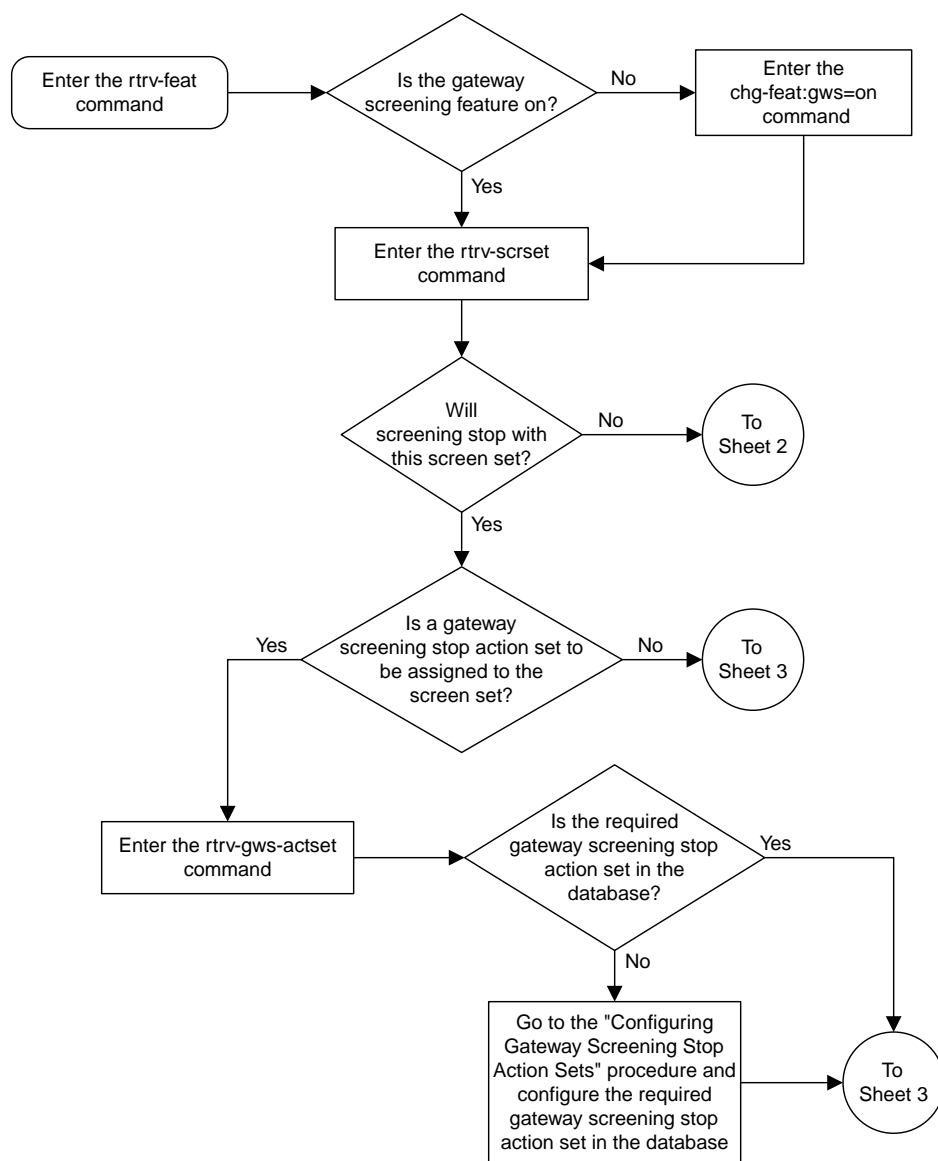 Enter the rtrv-feat
command
Is the gateway
screening feature on?
No
Enter the
chg-feat:gws=on
command
Yes
Enter the rtrv-scrset
command
Will
screening stop with
this screen set?
No
To
Sheet 2
Yes
Is a gateway
screening stop action set to
be assigned to the
screen set?
Yes
No
To
Sheet 3
Enter the rtrv-gws-actset
command
Is the required
gateway screening stop
action set in the
database?
Yes
No
Go to the "Configuring
Gateway Screening Stop
Action Sets" procedure and
configure the required
gateway screening stop
action set in the database
To
Sheet 3